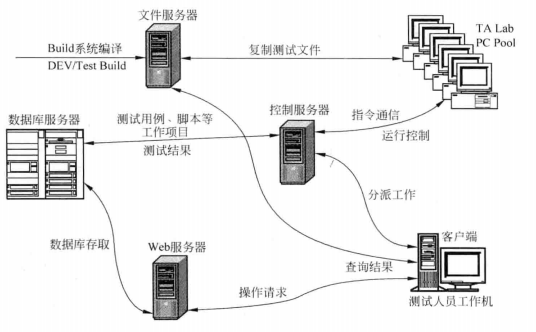 文件服务器
Build系统编译
DEV/Test Build
复制测试文件
TA Lab
PC Pool
数据库服务器
测试用例、脚本等
工作项目
测试结果
控制服务器
指令通信
运行控制
分派工作
数据库存取
Web服务器
客户端
查询结果
操作请求
测试人员工作机